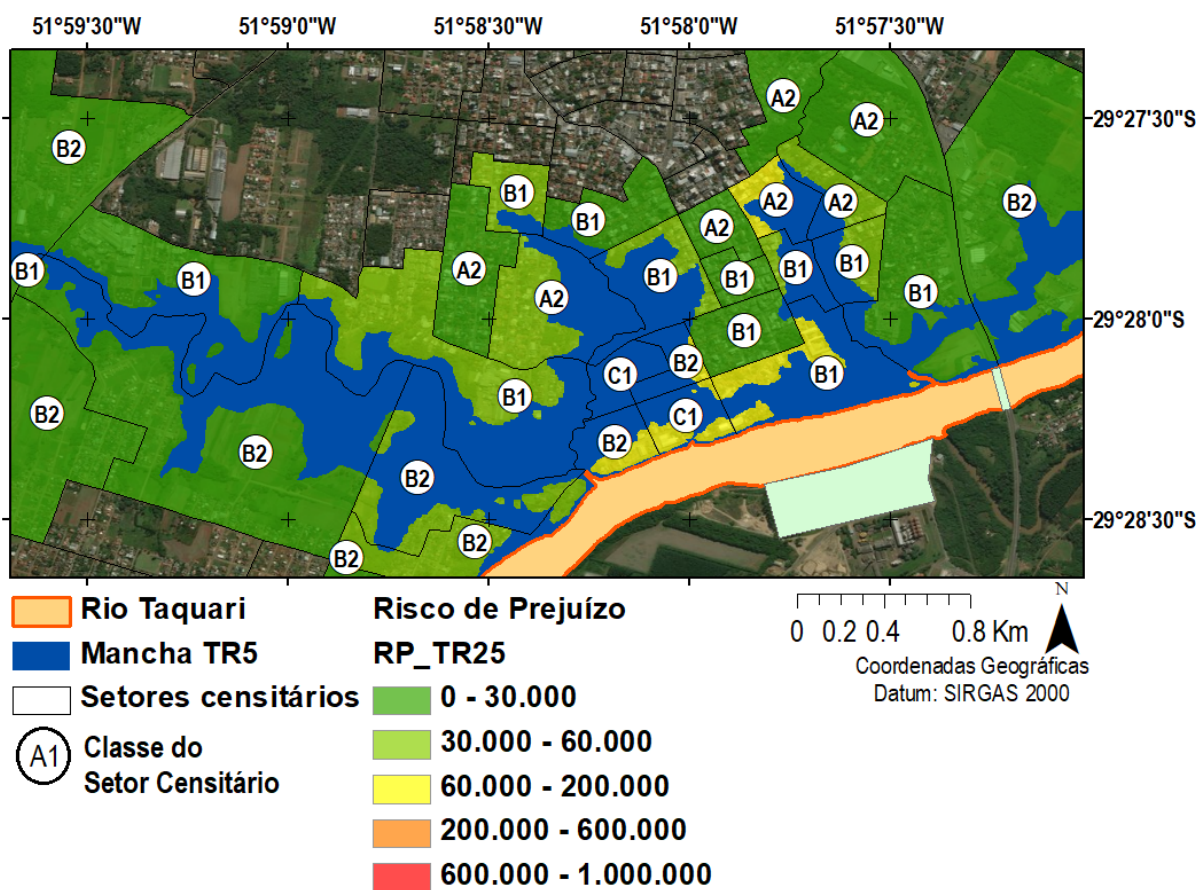 51°59'30"W 51°59'0"W 51°58'30"W 51°58'0"W 51°57'30"W
A2
A2
29°27'30"S
B2
B1
A2
A2
B2
B1
A2
B1
B1
A2
B1
B1
B1
B1
A2
B1
B1
A2
29°28'0"S
B1
B2
C1
B1
B1
C1
B2
B2
B2
B2
29°28'30"S
B2
B2
Rio Taquari
Mancha TR5
Setores censitários
A1 Classe do
Setor Censitário
Risco de Prejuízo
RP_TR25
0 - 30.000
30.000 - 60.000
60.000 - 200.000
200.000 - 600.000
600.000 - 1.000.000
N
0 0.2 0.4 0.8 Km
Coordenadas Geográficas
Datum: SIRGAS 2000